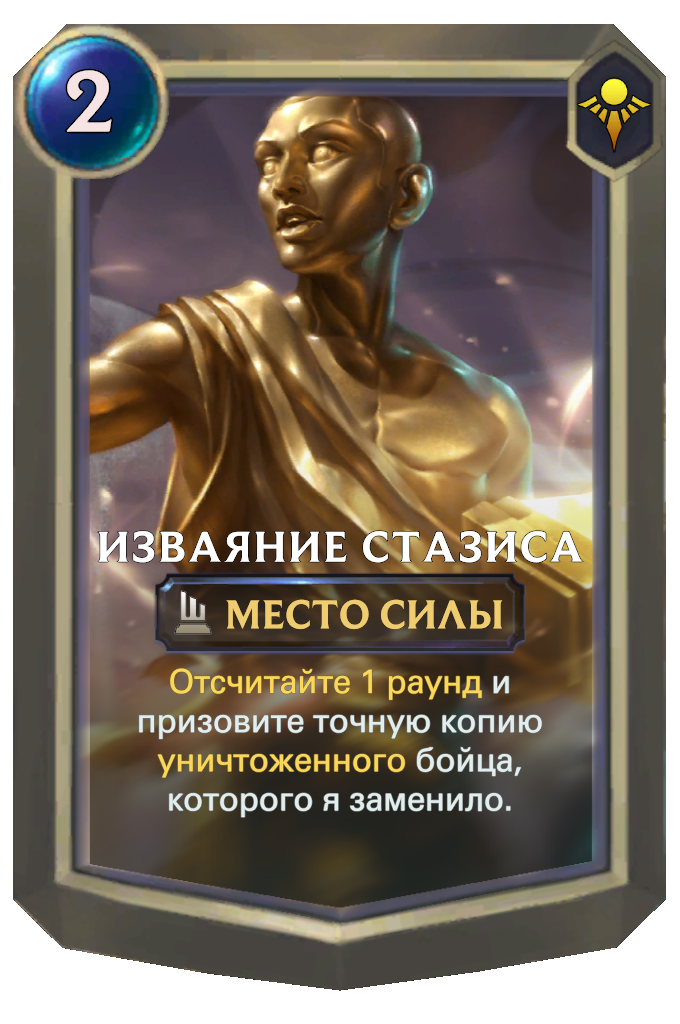 2
ИЗВАЯНИЕ СТАЗИСА
МЕСТО СИЛЫ
Отсчитайте 1 раунд и
призовите точную копию
уничтоженного бойца,
которого я заменило.